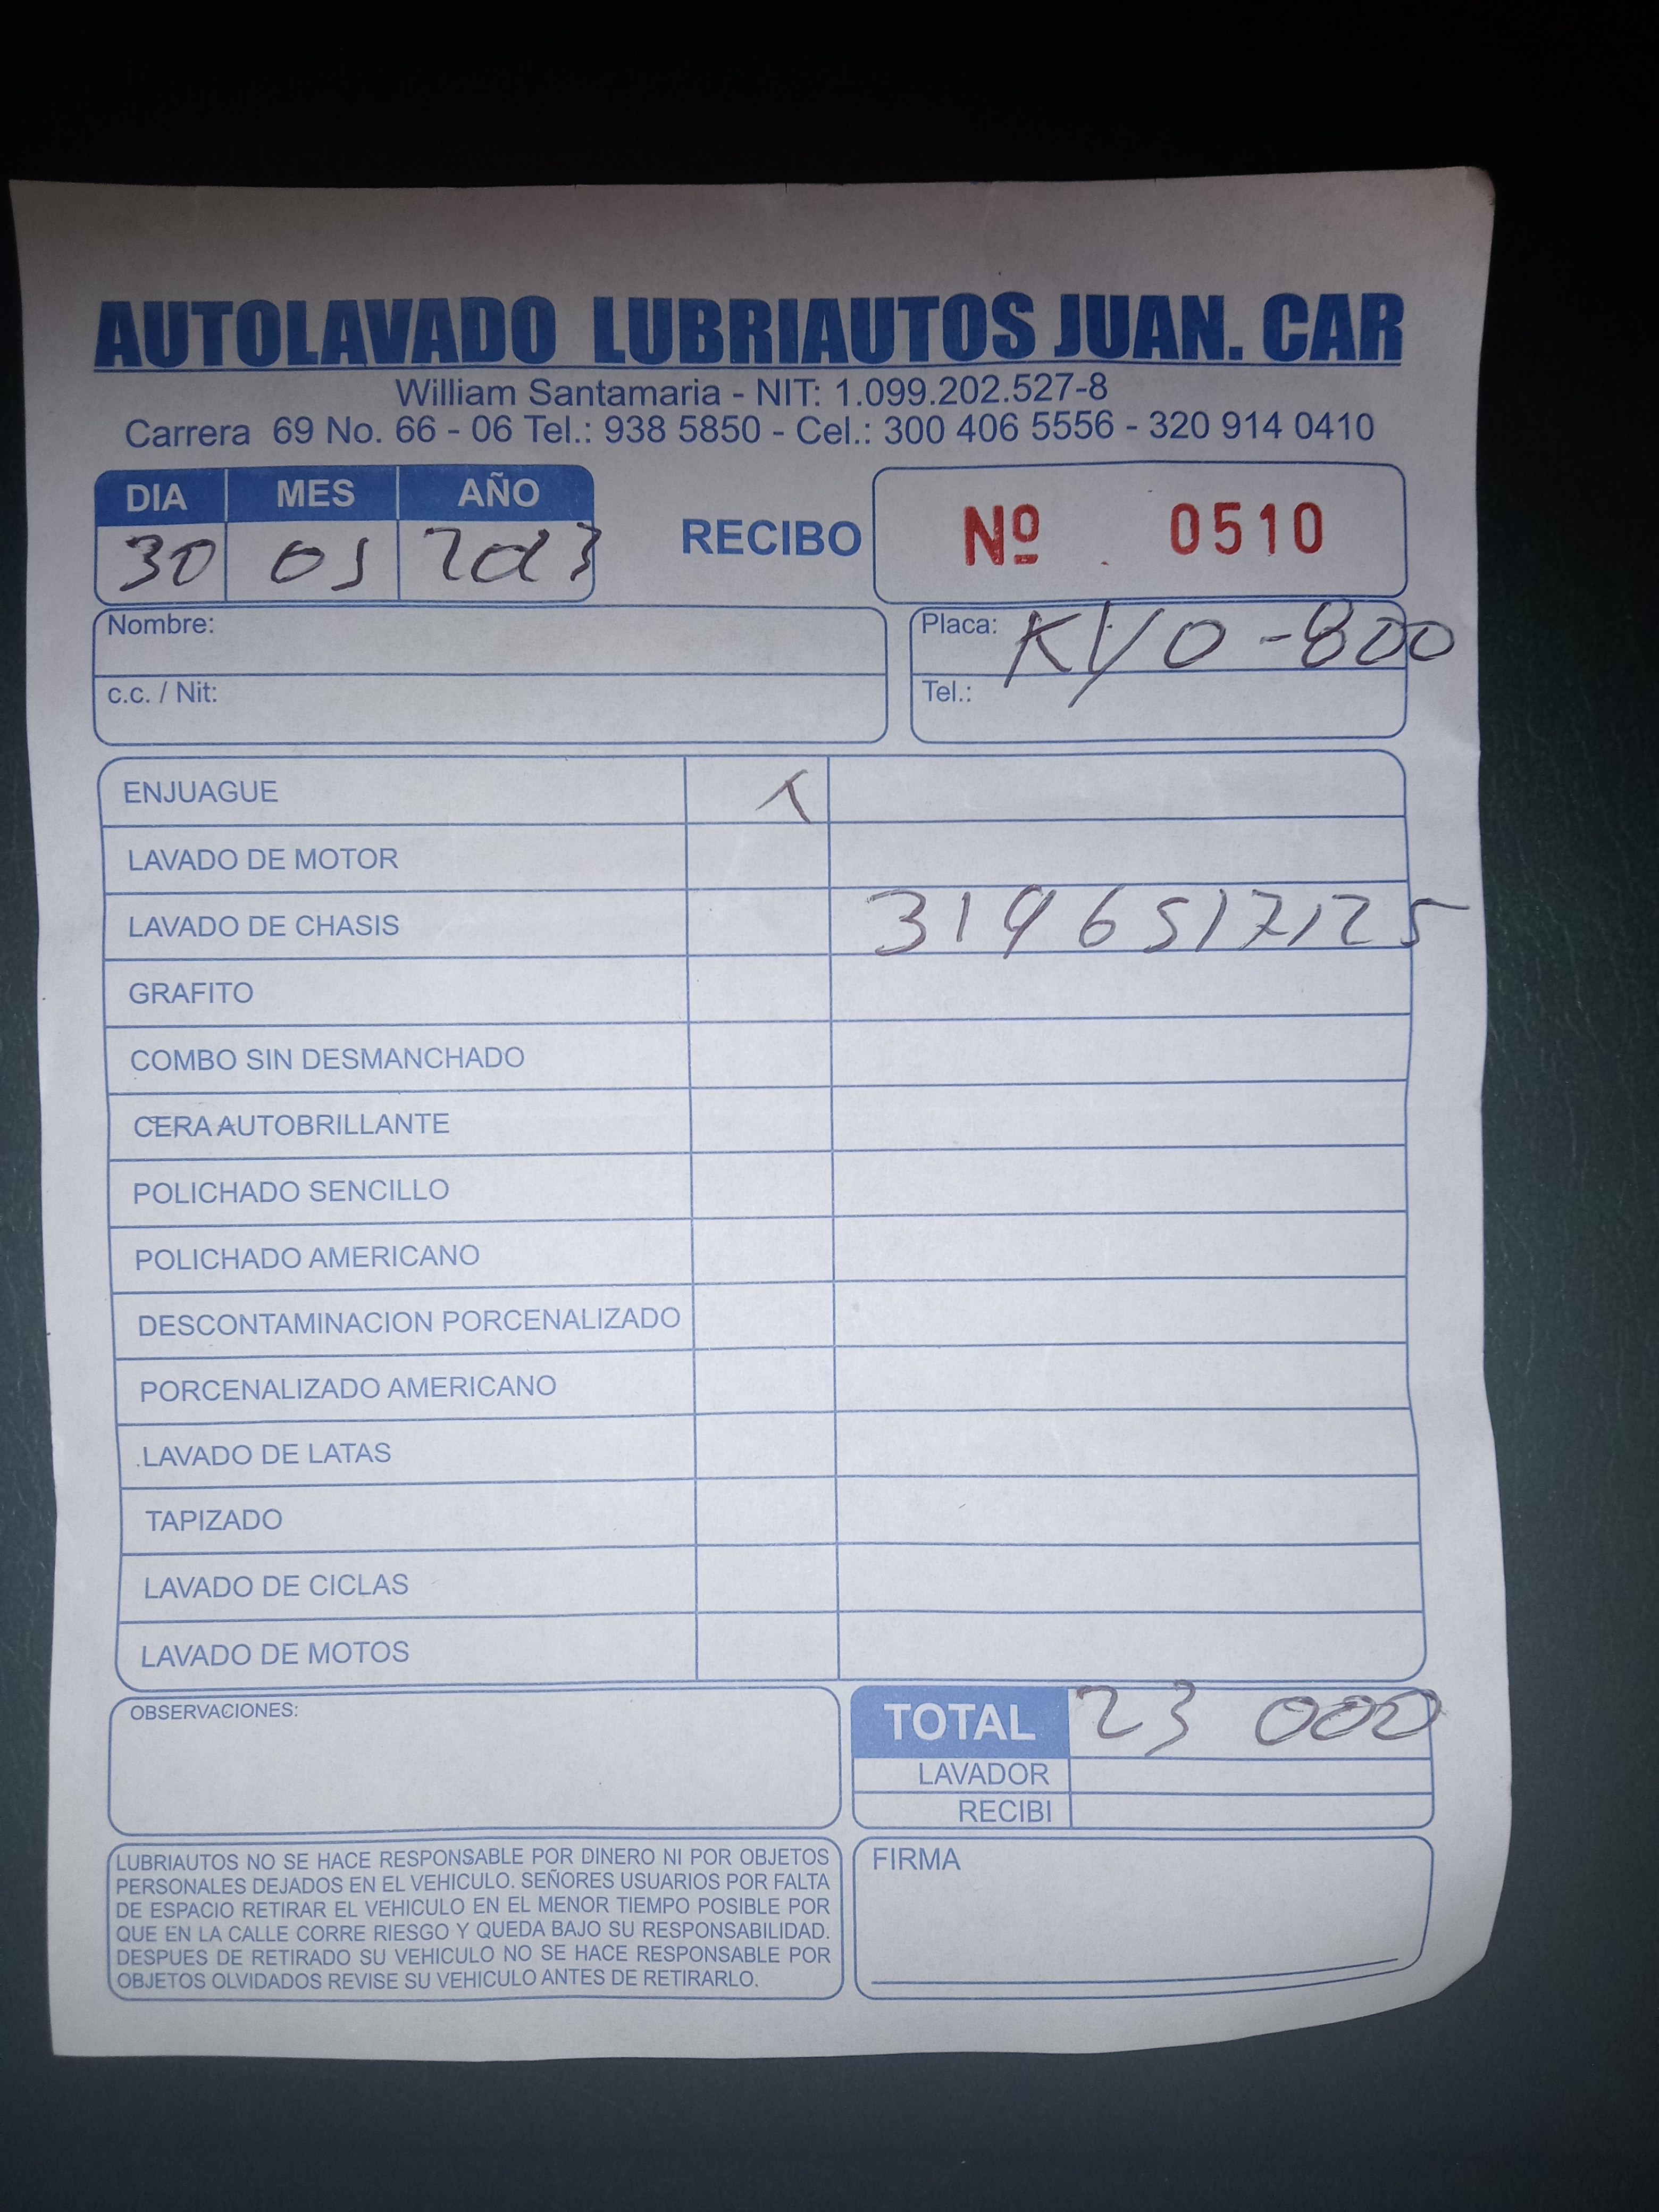 AUTOLAVADO LUBRIAUTOS JUAN. CAR
William Santamaria - NIT: 1.099.202.527-8
Carrera 69 No. 66 - 06 Tel.: 938 5850 - Cel.: 300 406 5556 - 320 914 0410
DIA MES AÑO
30 05 2023
RECIBO Nº 0510
Nombre:
c.c. / Nit:
Placa: KYO-800
Tel.:
ENJUAGUE
LAVADO DE MOTOR
LAVADO DE CHASIS 3196517125
GRAFITO
COMBO SIN DESMANCHADO
CERA AUTOBRILLANTE
POLICHADO SENCILLO
POLICHADO AMERICANO
DESCONTAMINACION PORCENALIZADO
PORCENALIZADO AMERICANO
LAVADO DE LATAS
TAPIZADO
LAVADO DE CICLAS
LAVADO DE MOTOS
OBSERVACIONES:
TOTAL 23 000
LAVADOR
RECIBI
LUBRIAUTOS NO SE HACE RESPONSABLE POR DINERO NI POR OBJETOS
PERSONALES DEJADOS EN EL VEHICULO. SEÑORES USUARIOS POR FALTA
DE ESPACIO RETIRAR EL VEHICULO EN EL MENOR TIEMPO POSIBLE POR
QUE EN LA CALLE CORRE RIESGO Y QUEDA BAJO SU RESPONSABILIDAD.
DESPUES DE RETIRADO SU VEHICULO NO SE HACE RESPONSABLE POR
OBJETOS OLVIDADOS REVISE SU VEHICULO ANTES DE RETIRARLO.
FIRMA